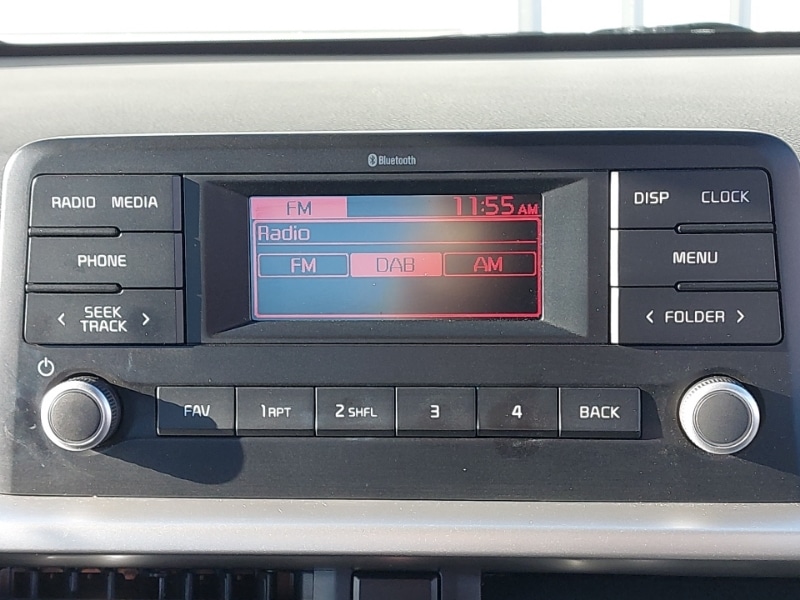 Bluetooth
RADIO MEDIA
PHONE
< SEEK TRACK >
FM 11:55 AM
Radio
FM DAB AM
DISP CLOCK
MENU
< FOLDER >
FAV 1 RPT 2 SHFL 3 4 BACK